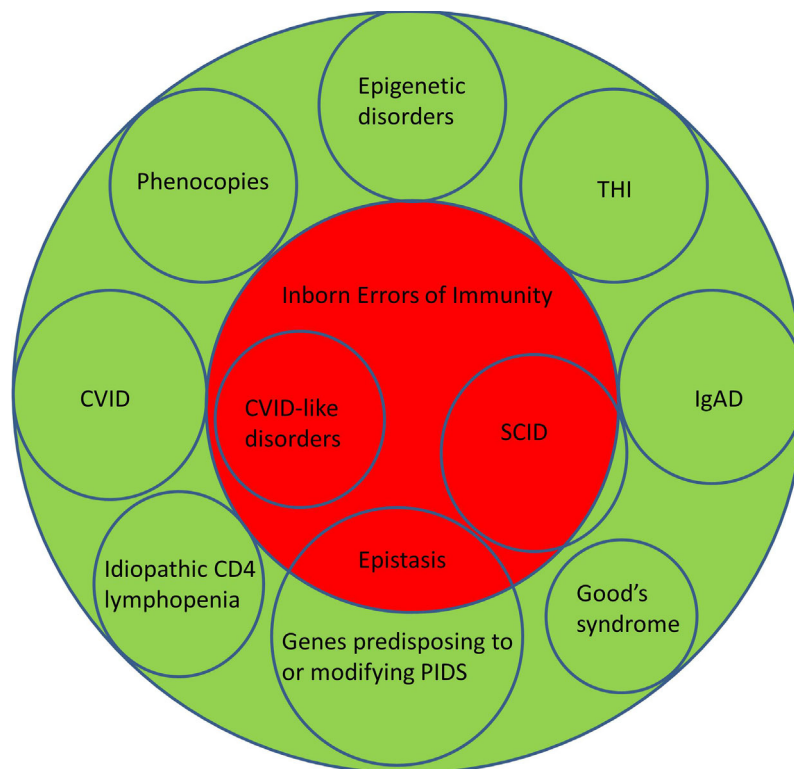 Epigenetic
disorders
Phenocopies
THI
Inborn Errors of Immunity
CVID
CVID-like
disorders
SCID
IgAD
Idiopathic CD4
lymphopenia
Epistasis
Good’s
syndrome
Genes predisposing to
or modifying PIDS